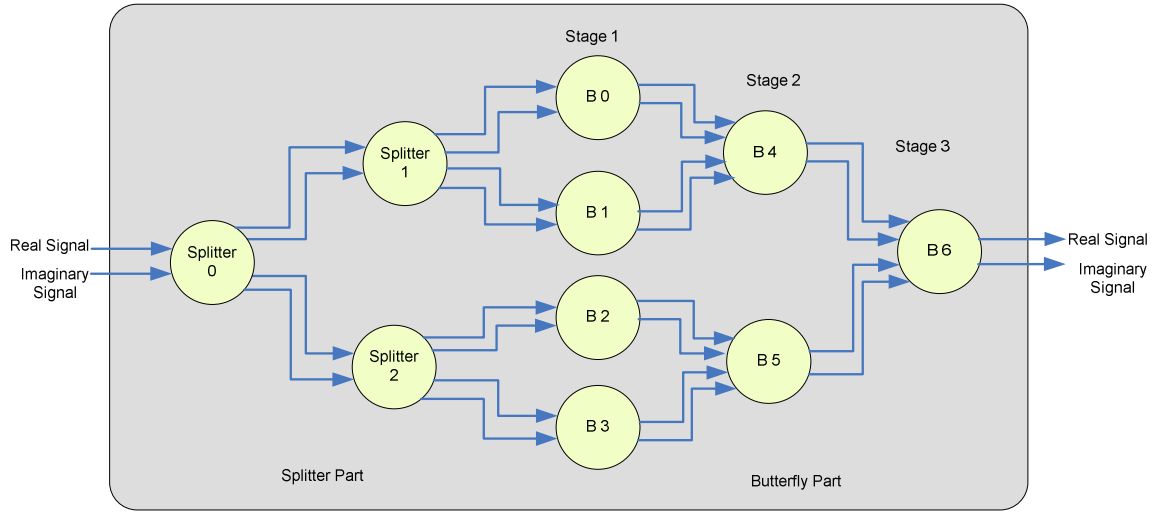 Stage 1
B 0
Stage 2
Splitter
1
B 4
Stage 3
B 1
Real Signal
Imaginary
Signal
Splitter
0
B 6
Real Signal
Imaginary
Signal
B 2
Splitter
2
B 5
B 3
Splitter Part
Butterfly Part